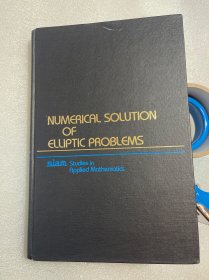 NUMERICAL SOLUTION
OF
ELLIPTIC PROBLEMS
siam Studies in
Applied Mathematics